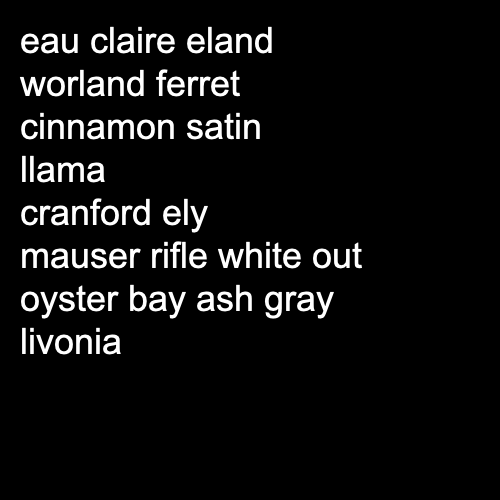 eau claire eland
worland ferret
cinnamon satin
llama
cranford ely
mauser rifle white out
oyster bay ash gray
livonia